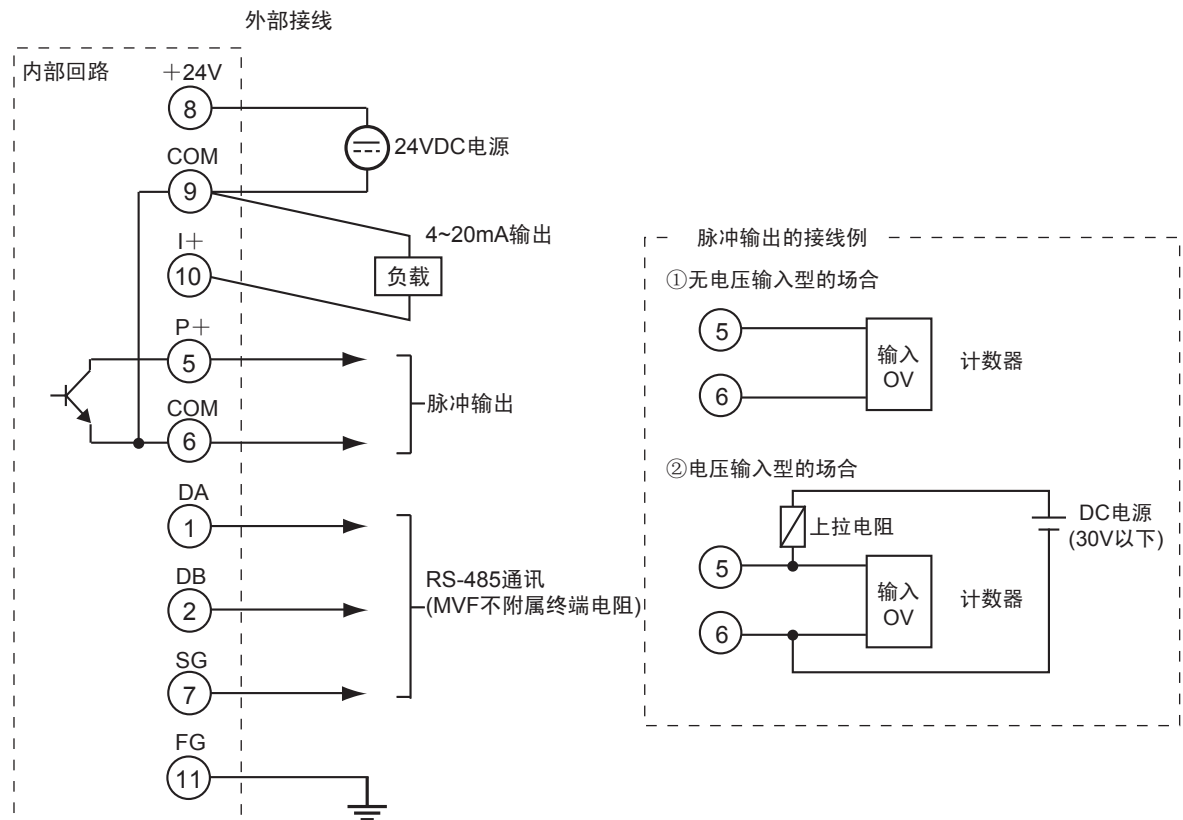 外部接线
内部回路
＋24V
8
24VDC电源
COM
9
4~20mA输出
I＋
10
负载
P＋
5
脉冲输出
COM
6
DA
1
DB
2
RS-485通讯
(MVF不附属终端电阻)
SG
7
FG
11
脉冲输出的接线例
①无电压输入型的场合
5
6
输入
OV
计数器
②电压输入型的场合
上拉电阻
DC电源
(30V以下)
5
6
输入
OV
计数器